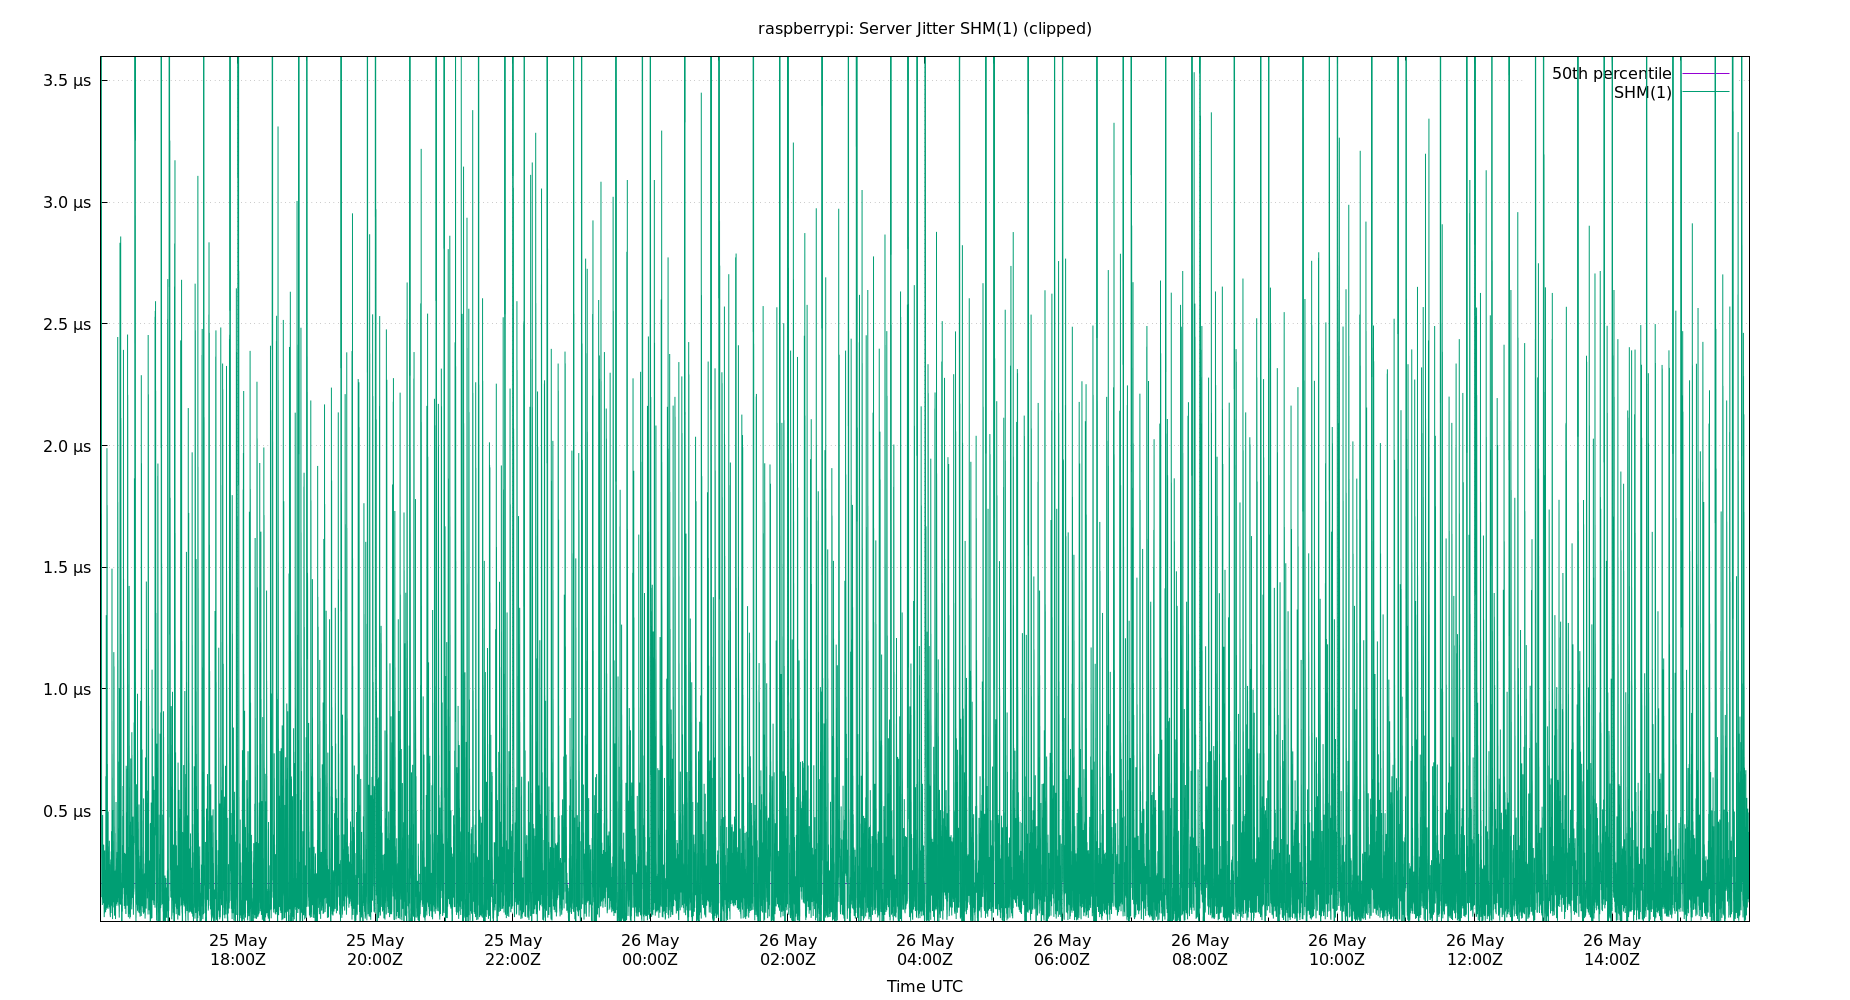 raspberrypi: Server Jitter SHM(1) (clipped)
50th percentile
SHM(1)
3.5 µs
3.0 µs
2.5 µs
2.0 µs
1.5 µs
1.0 µs
0.5 µs
25 May 25 May 25 May 26 May 26 May 26 May 26 May 26 May 26 May 26 May 26 May
18:00Z 20:00Z 22:00Z 00:00Z 02:00Z 04:00Z 06:00Z 08:00Z 10:00Z 12:00Z 14:00Z
Time UTC